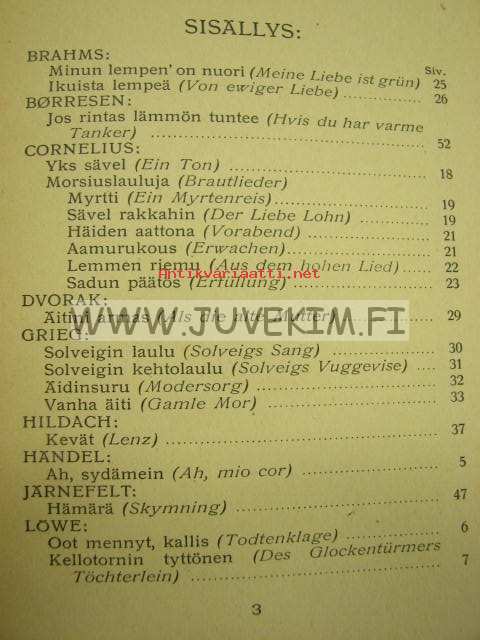 SISÄLLYS:
BRAHMS:
Siv.
Minun lempen' on nuori (Meine Liebe ist grün) 25
Ikuista lempeä (Von ewiger Liebe) 26
BØRRESEN:
Jos rintas lämmön tuntee (Hvis du har varme
Tanker) 52
CORNELIUS:
Yks sävel (Ein Ton) 18
Morsiuslauluja (Brautlieder)
Myrtti (Ein Myrtenreis) 19
Sävel rakkahin (Der Liebe Lohn) 19
Häiden aattona (Vorabend) 21
Aamurukous (Erwachen) 21
Lemmen riemu (Aus dem hohen Lied) 22
Antikvariaatti.net
Sadun päätös (Erfüllung) 23
DVORAK:
Äitini armas (Als die alte Mutter) 29
WWW.JUVEKIM.FI
GRIEG:
Solveigin laulu (Solveigs Sang) 30
Solveigin kehtolaulu (Solveigs Vuggevise) 31
Äidinsuru (Modersorg) 32
Vanha äiti (Gamle Mor) 33
HILDACH:
Kevät (Lenz) 37
HÄNDEL:
Ah, sydämein (Ah, mio cor) 5
JÄRNEFELT:
Hämärä (Skymning) 47
LÖWE:
Oot mennyt, kallis (Todtenklage) 6
Kellotornin tyttönen (Des Glockentürmers
Töchterlein) 7
3